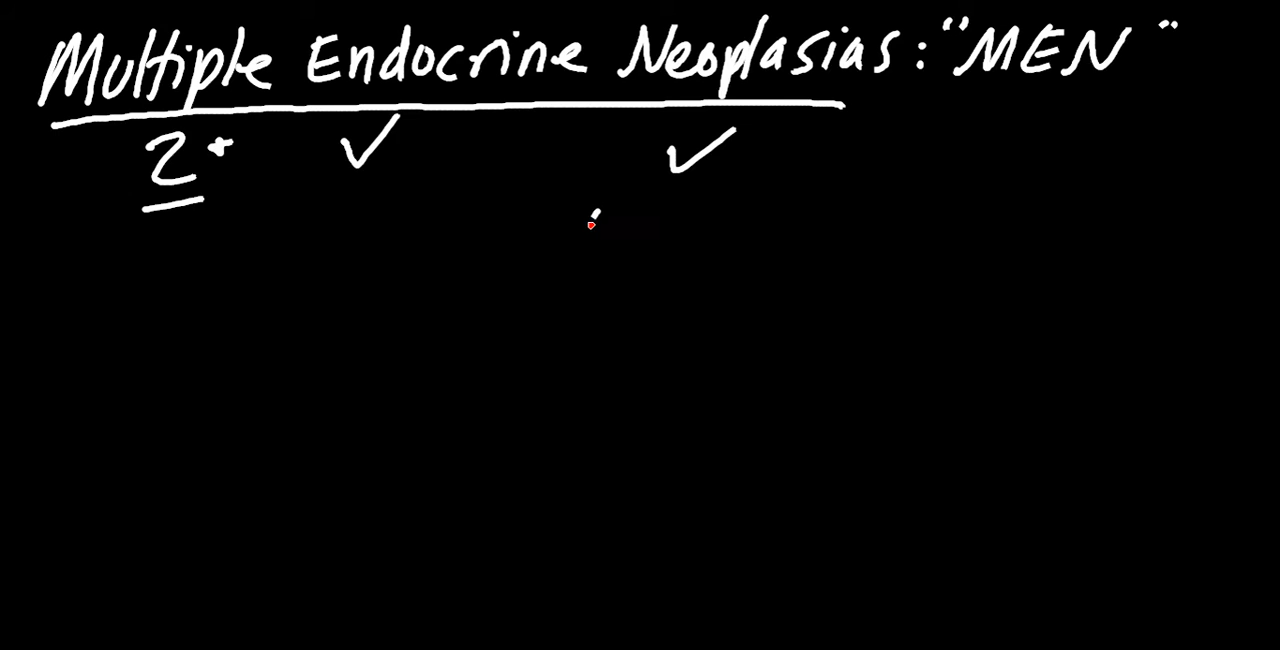 Multiple Endocrine Neoplasias: "MEN"
2+ ✓ ✓